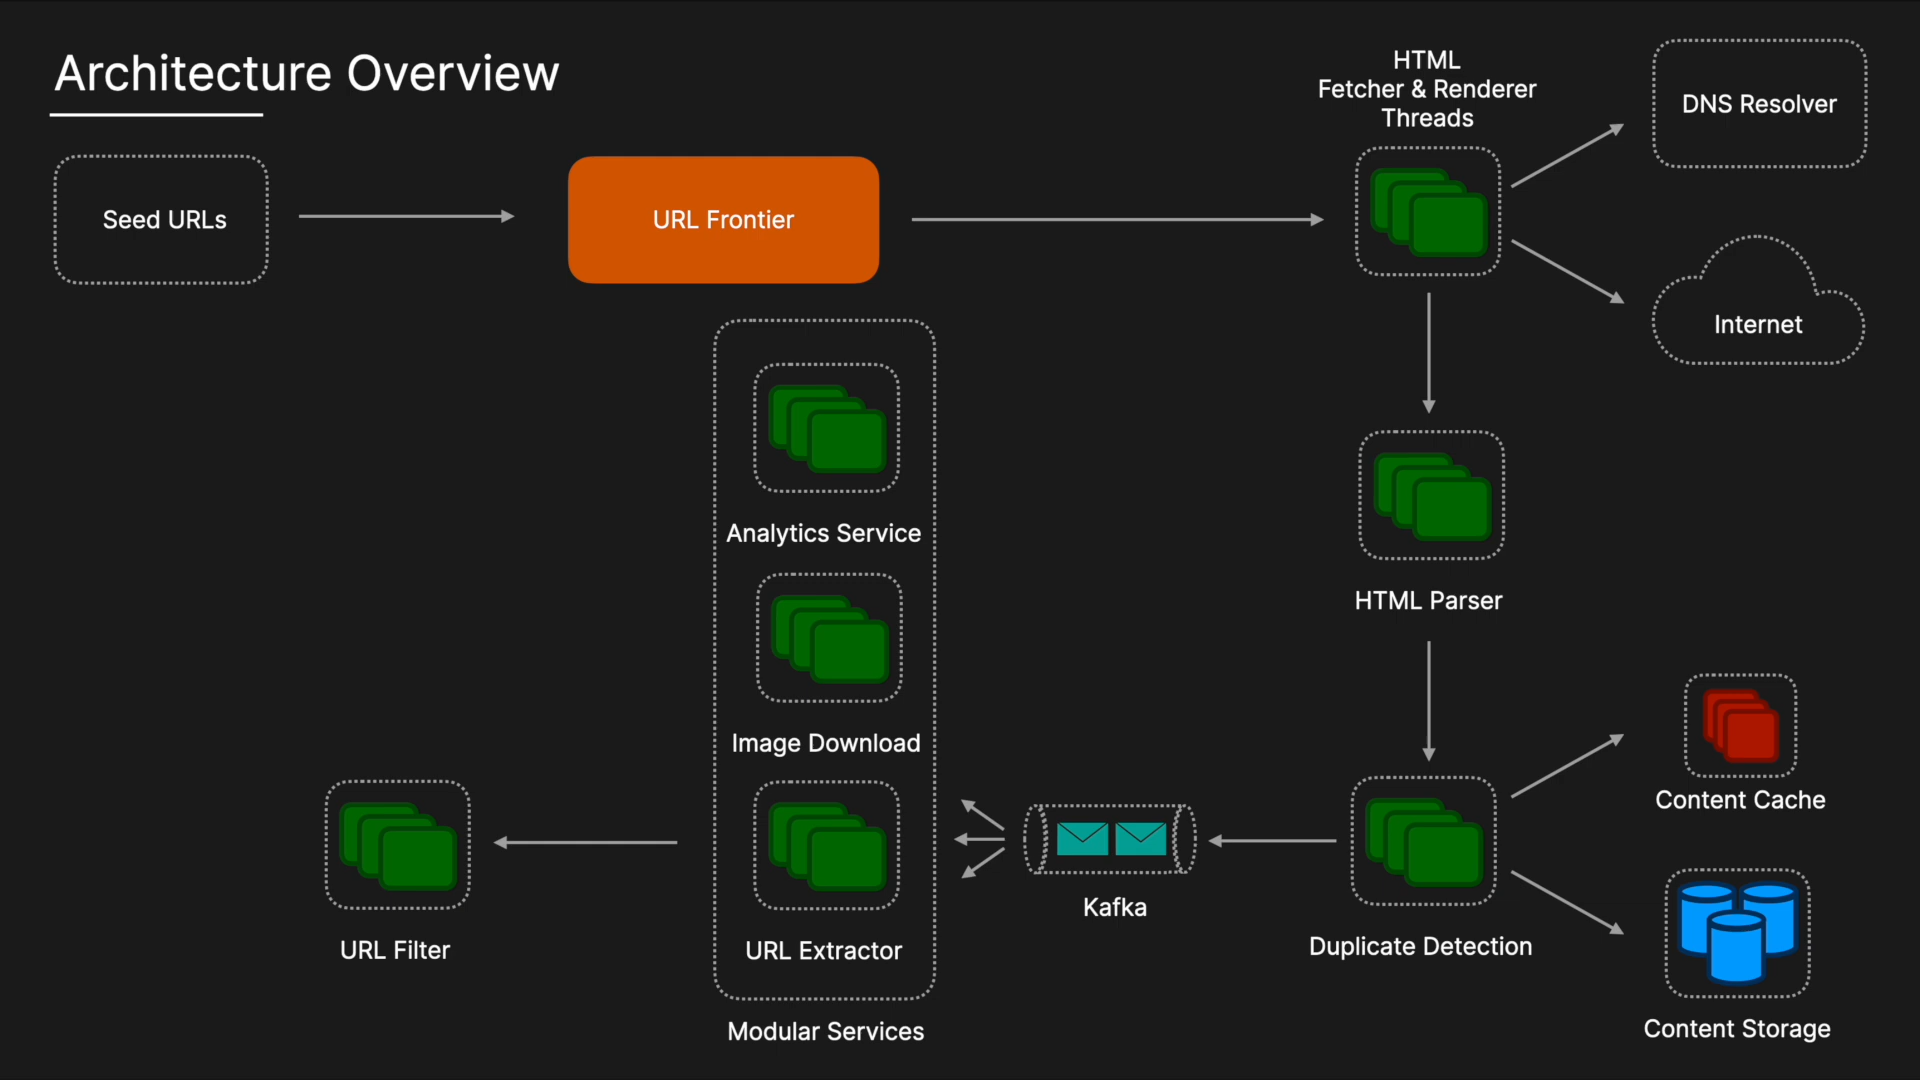 Architecture Overview
Seed URLs
URL Frontier
HTML
Fetcher & Renderer
Threads
DNS Resolver
Internet
Analytics Service
HTML Parser
Image Download
Content Cache
URL Filter
URL Extractor
Kafka
Duplicate Detection
Modular Services
Content Storage